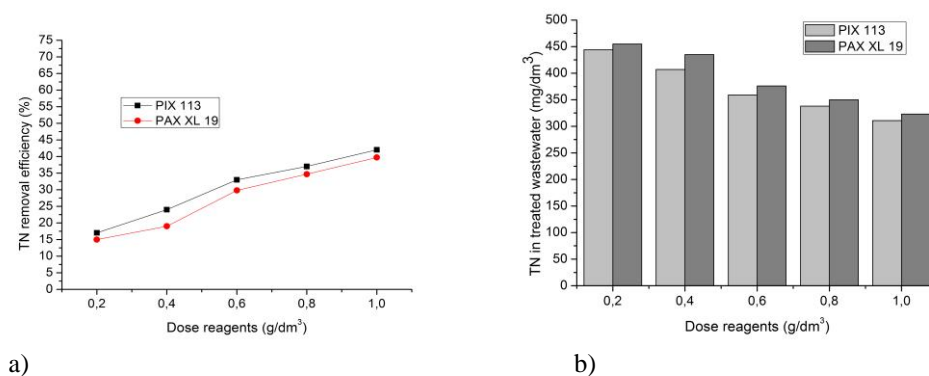 TN removal efficiency (%)
75
70
65
60
55
50
45
40
35
30
25
20
15
10
5
0
PIX 113
PAX XL 19
0,2 0,4 0,6 0,8 1,0
Dose reagents (g/dm³)
a)
TN in treated wastewater (mg/dm³)
500
450
400
350
300
250
200
150
100
50
0
PIX 113
PAX XL 19
0,2 0,4 0,6 0,8 1,0
Dose reagents (g/dm³)
b)